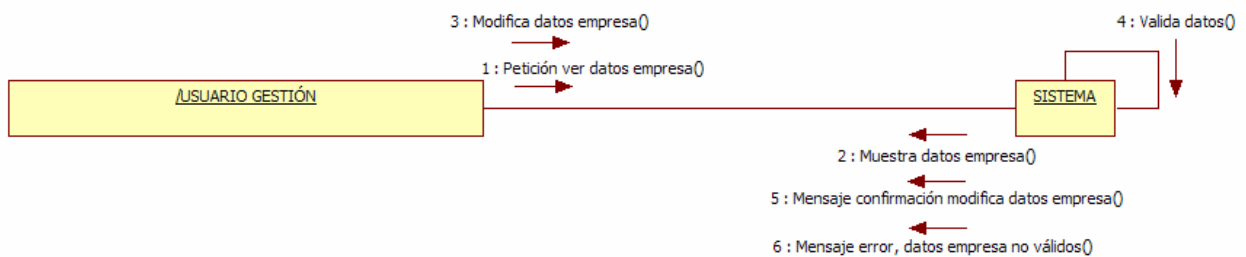 3 : Modifica datos empresa()
4 : Valida datos()
1 : Petición ver datos empresa()
/USUARIO GESTIÓN
SISTEMA
2 : Muestra datos empresa()
5 : Mensaje confirmación modifica datos empresa()
6 : Mensaje error, datos empresa no válidos()